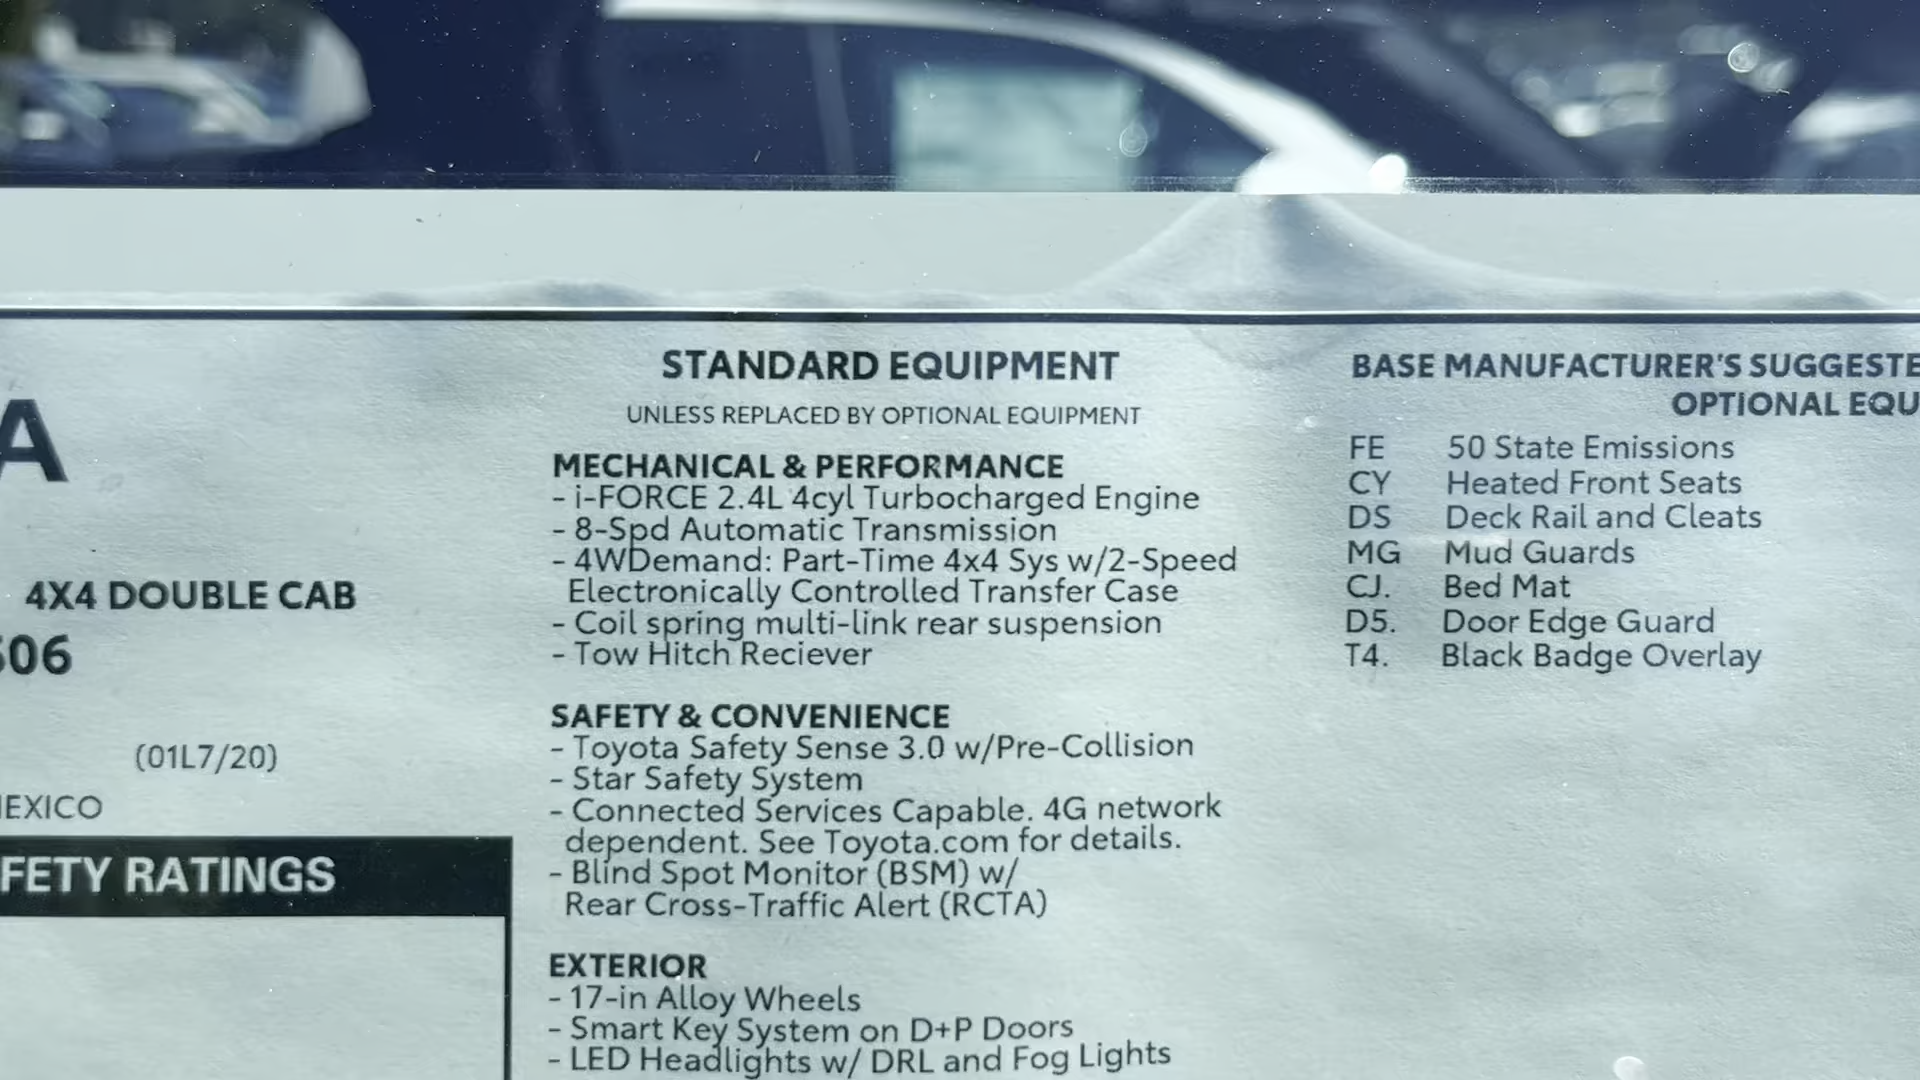 A
4X4 DOUBLE CAB
506
(01L7/20)
MEXICO
FETY RATINGS
STANDARD EQUIPMENT
UNLESS REPLACED BY OPTIONAL EQUIPMENT
MECHANICAL & PERFORMANCE
- i-FORCE 2.4L 4cyl Turbocharged Engine
- 8-Spd Automatic Transmission
- 4WDemand: Part-Time 4x4 Sys w/2-Speed
Electronically Controlled Transfer Case
- Coil spring multi-link rear suspension
- Tow Hitch Reciever
SAFETY & CONVENIENCE
- Toyota Safety Sense 3.0 w/Pre-Collision
- Star Safety System
- Connected Services Capable. 4G network
dependent. See Toyota.com for details.
- Blind Spot Monitor (BSM) w/
Rear Cross-Traffic Alert (RCTA)
EXTERIOR
- 17-in Alloy Wheels
- Smart Key System on D+P Doors
- LED Headlights w/ DRL and Fog Lights
BASE MANUFACTURER'S SUGGESTE
OPTIONAL EQU
FE 50 State Emissions
CY Heated Front Seats
DS Deck Rail and Cleats
MG Mud Guards
CJ. Bed Mat
D5. Door Edge Guard
T4. Black Badge Overlay